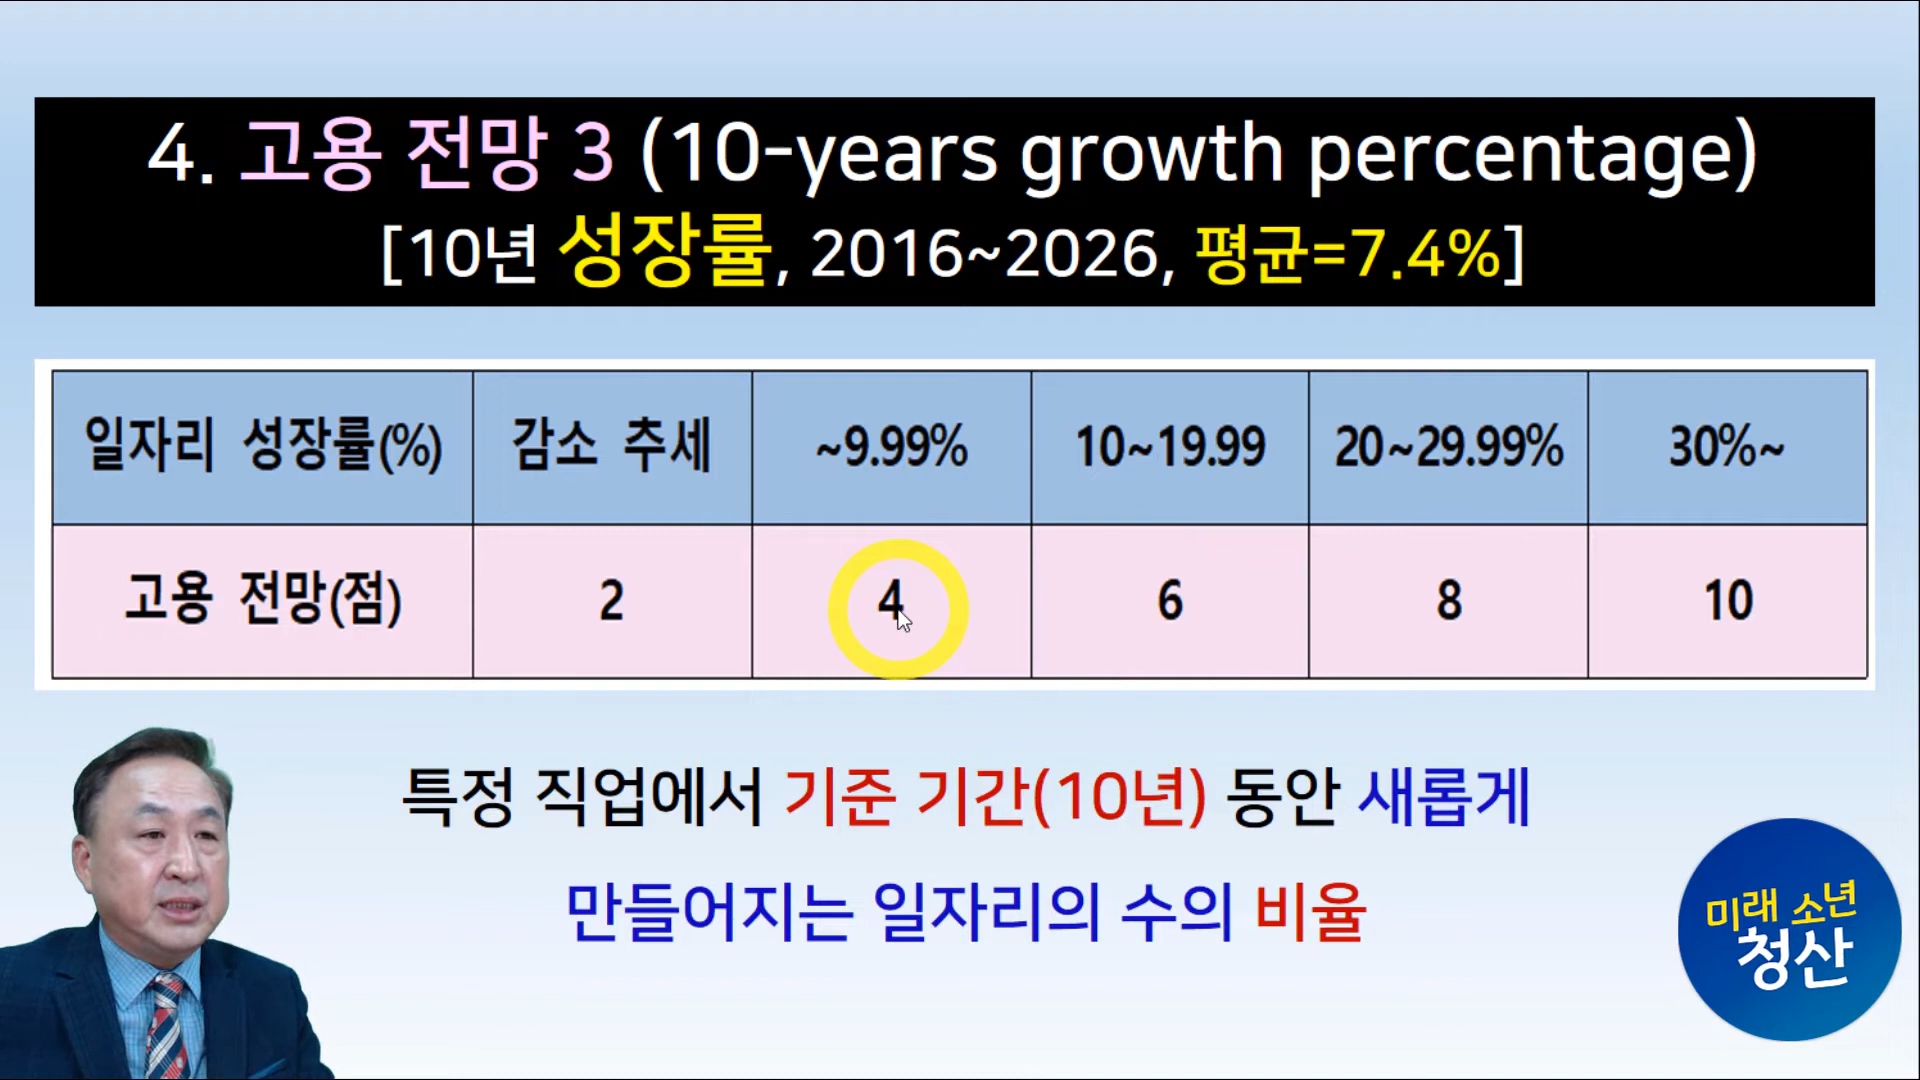 4. 고용 전망 3 (10-years growth percentage)
[10년 성장률, 2016~2026, 평균=7.4%]
일자리 성장률(%) 감소 추세 ~9.99% 10~19.99 20~29.99% 30%~
고용 전망(점) 2 4 6 8 10
특정 직업에서 기준 기간(10년) 동안 새롭게
만들어지는 일자리의 수의 비율
미래 소년
청산